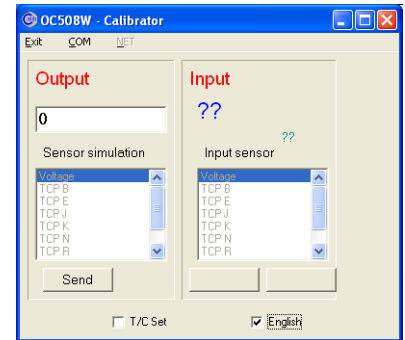 OC508W - Calibrator
Exit COM NET
Output
0
Sensor simulation
Voltage
TCP B
TCP E
TCP J
TCP K
TCP N
TCP R
Send
Input
??
??
Input sensor
Voltage
TCP B
TCP E
TCP J
TCP K
TCP N
TCP R
T/C Set
English